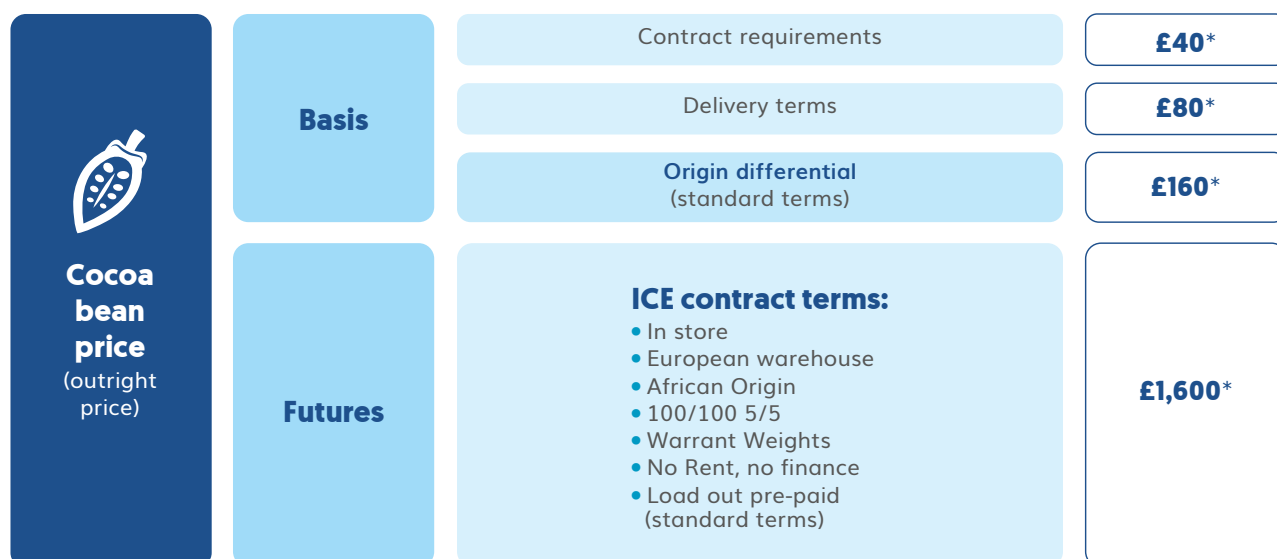 Contract requirements
£40*
Basis
Delivery terms
£80*
Origin differential
(standard terms)
£160*
Cocoa
bean
price
(outright
price)
Futures
ICE contract terms:
• In store
• European warehouse
• African Origin
• 100/100 5/5
• Warrant Weights
• No Rent, no finance
• Load out pre-paid
(standard terms)
£1,600*